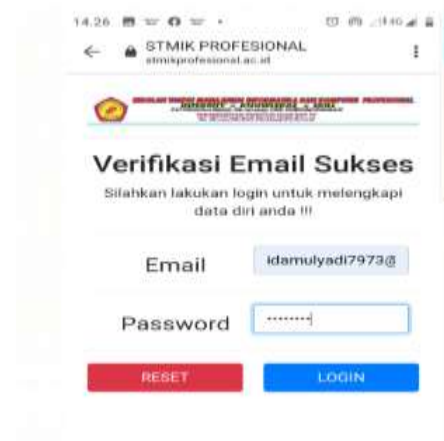 14.26
STMIK PROFESIONAL
stmikprofesional.ac.id
Verifikasi Email Sukses
Silahkan lakukan login untuk melengkapi
data diri anda !!!
Email
idamulyadi7973@
Password
RESET
LOGIN